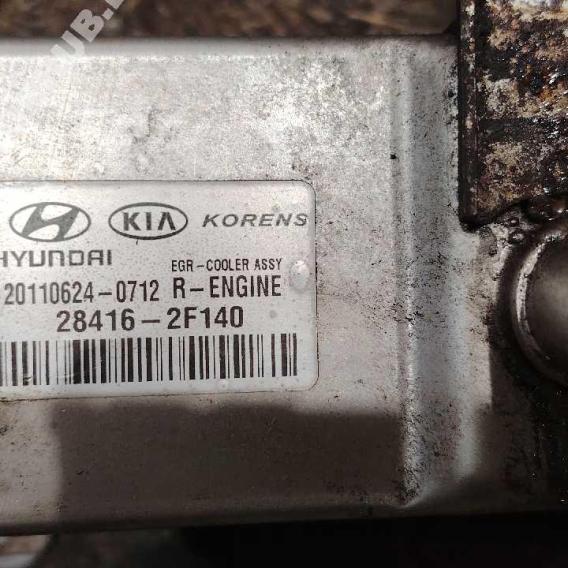 KIA KORENS
HYUNDAI
EGR-COOLER ASSY
20110624-0712 R-ENGINE
28416-2F140